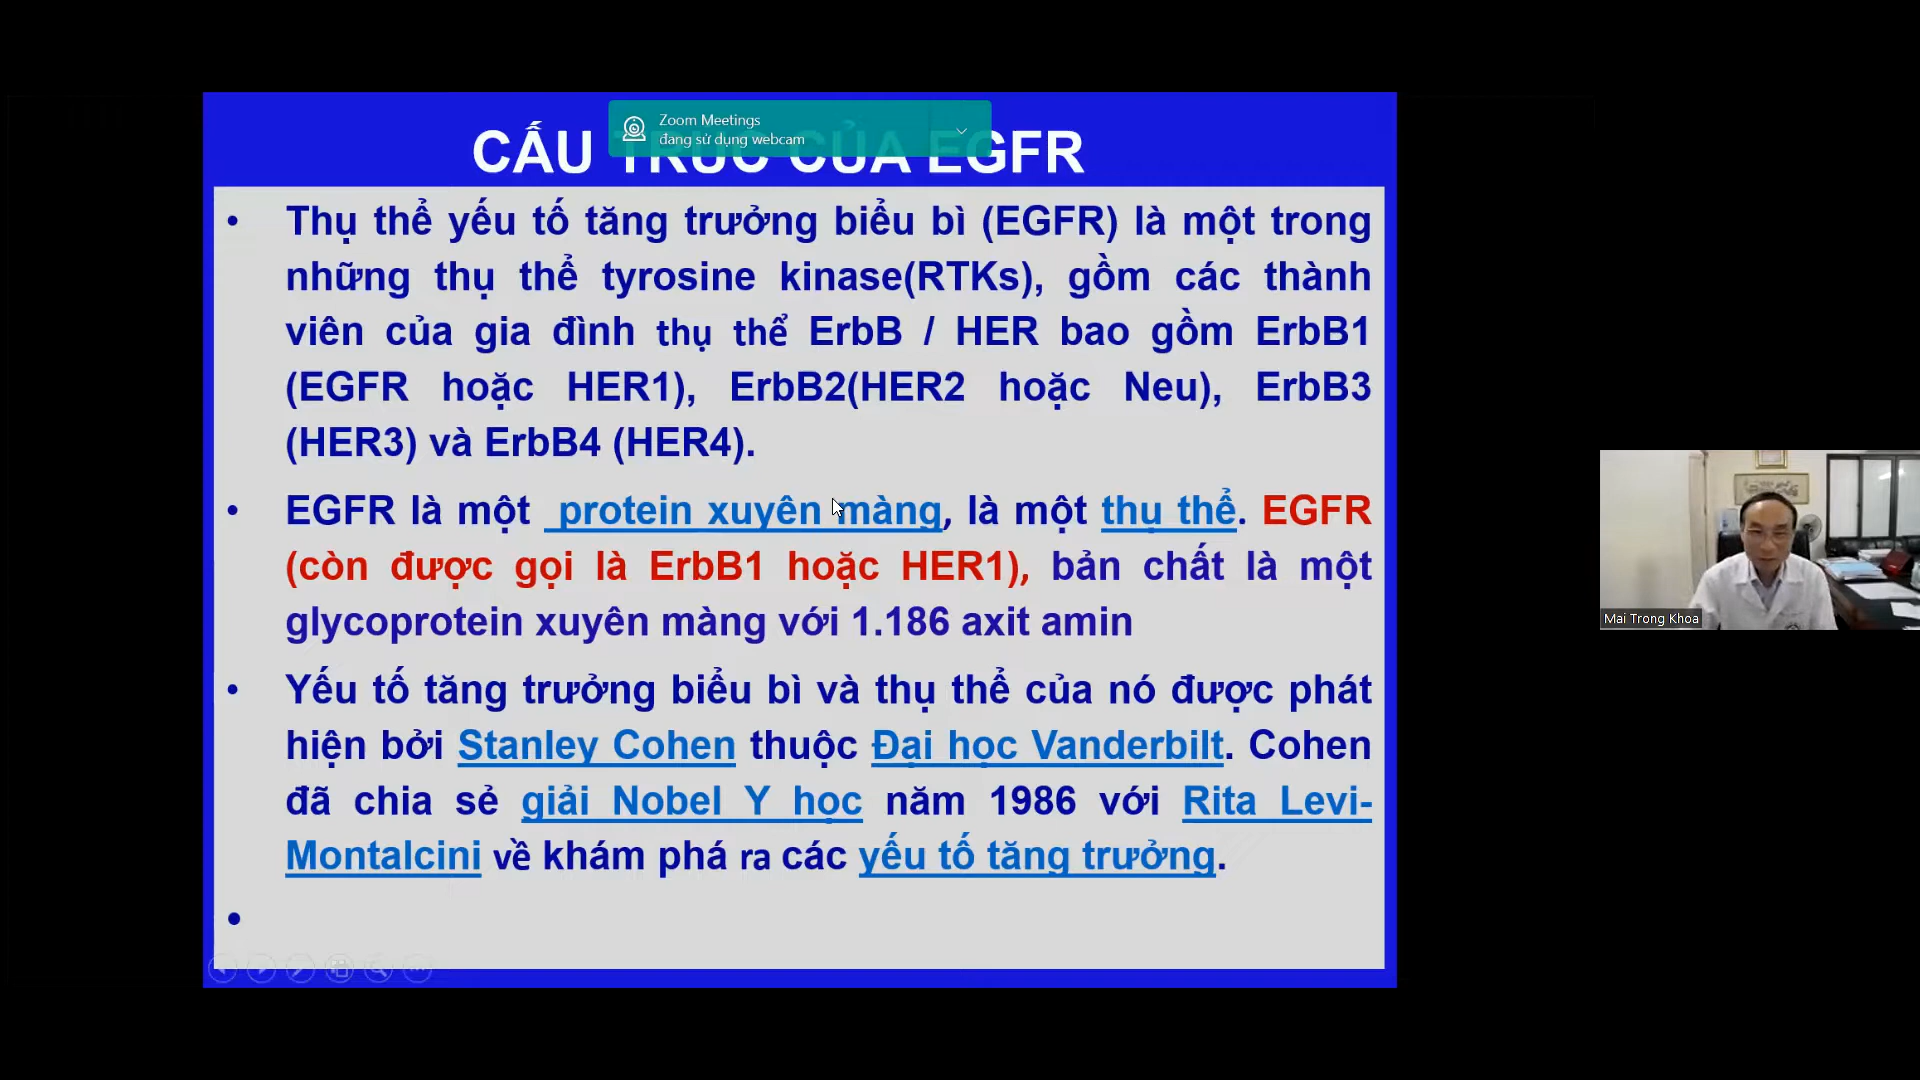 Zoom Meetings
đang sử dụng webcam
CẤU TRÚC CỦA EGFR
• Thụ thể yếu tố tăng trưởng biểu bì (EGFR) là một trong
những thụ thể tyrosine kinase(RTKs), gồm các thành
viên của gia đình thụ thể ErbB / HER bao gồm ErbB1
(EGFR hoặc HER1), ErbB2(HER2 hoặc Neu), ErbB3
(HER3) và ErbB4 (HER4).
• EGFR là một protein xuyên màng, là một thụ thể. EGFR
(còn được gọi là ErbB1 hoặc HER1), bản chất là một
glycoprotein xuyên màng với 1.186 axit amin
• Yếu tố tăng trưởng biểu bì và thụ thể của nó được phát
hiện bởi Stanley Cohen thuộc Đại học Vanderbilt. Cohen
đã chia sẻ giải Nobel Y học năm 1986 với Rita Levi-
Montalcini về khám phá ra các yếu tố tăng trưởng.
•
Mai Trong Khoa